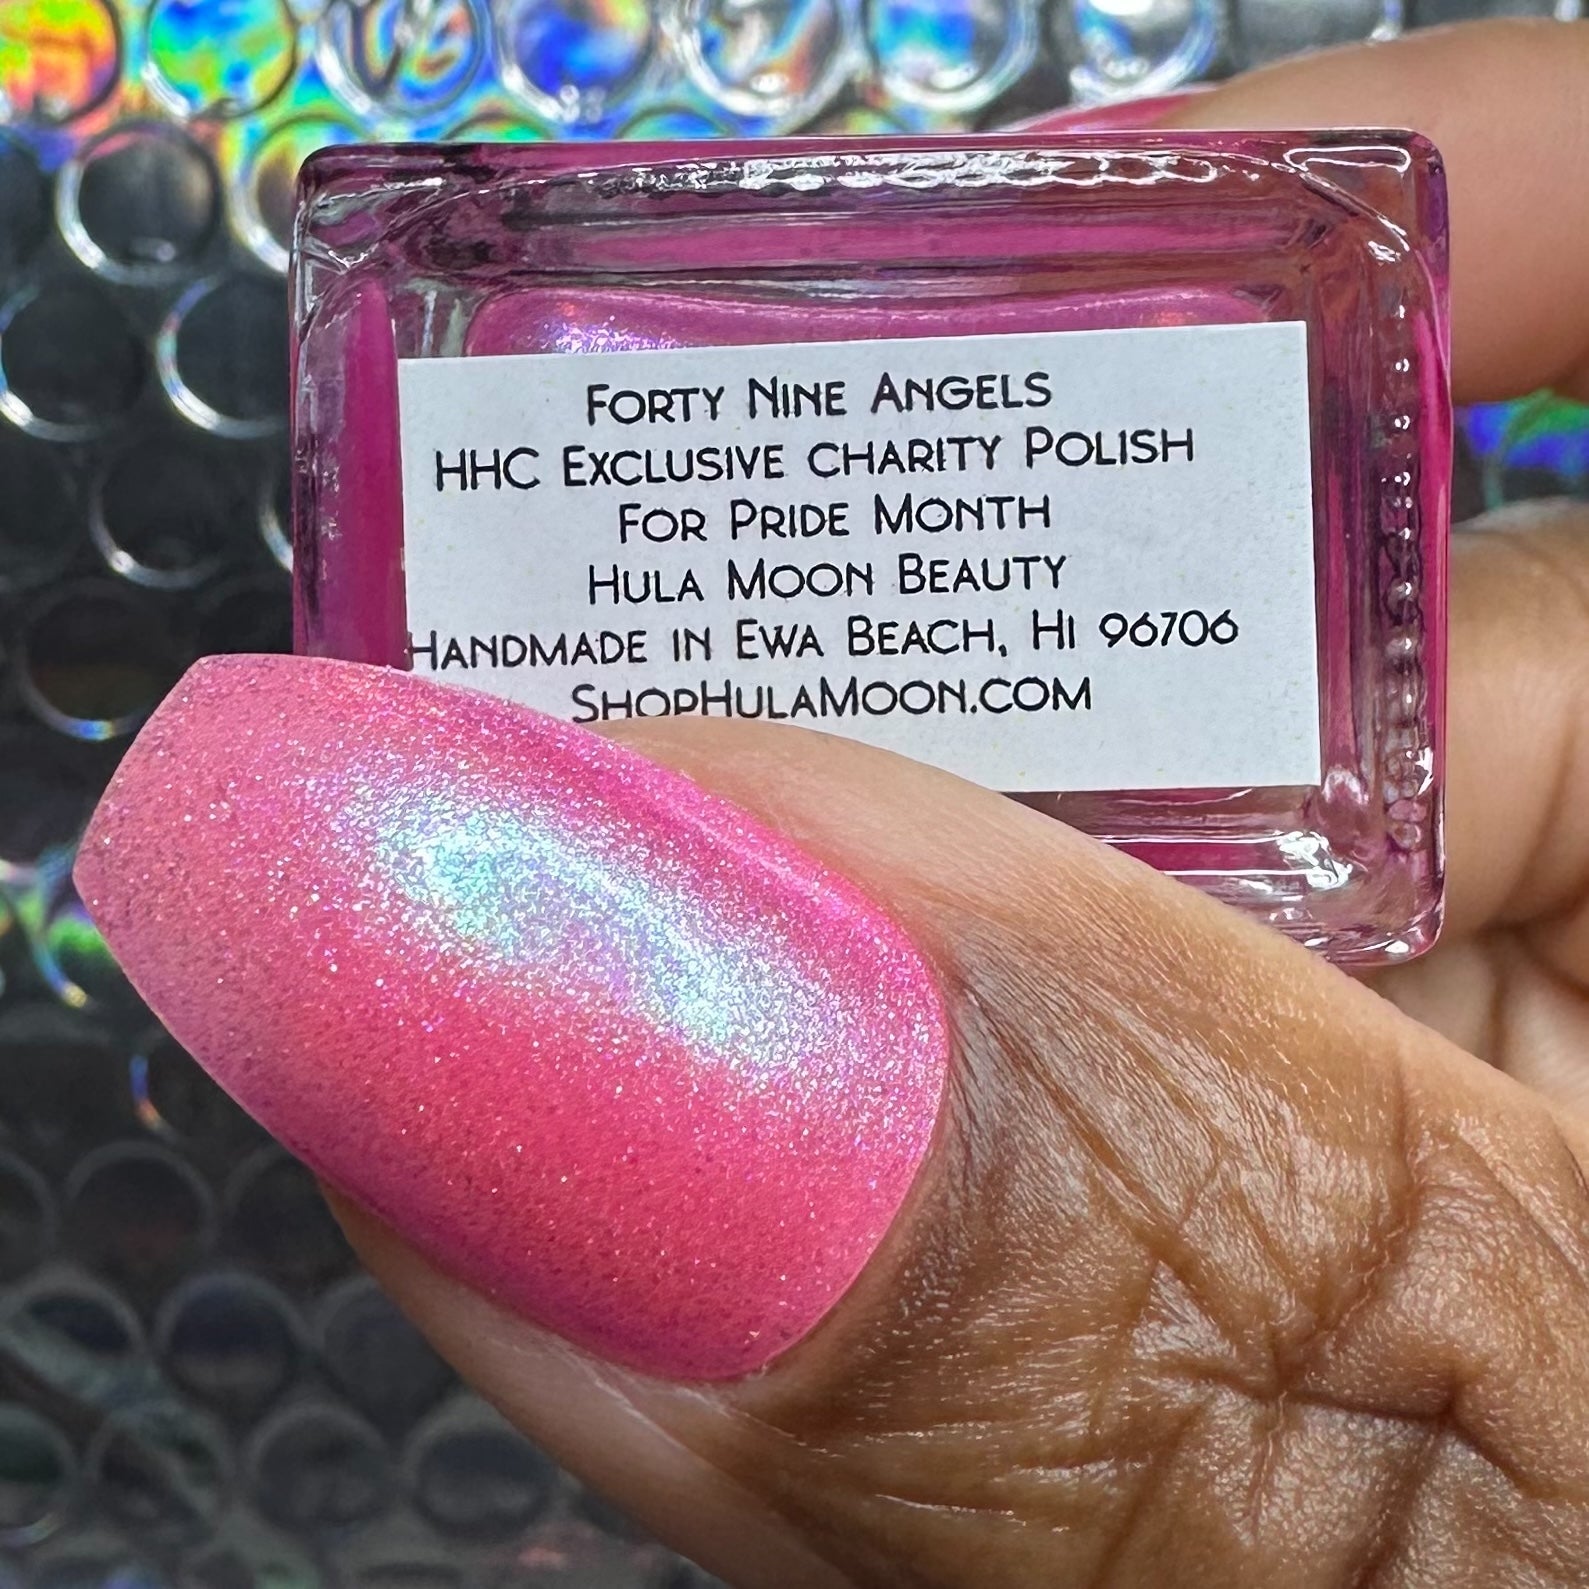 Forty Nine Angels
HHC Exclusive Charity Polish
For Pride Month
Hula Moon Beauty
Handmade in Ewa Beach, HI 96706
ShopHulaMoon.com